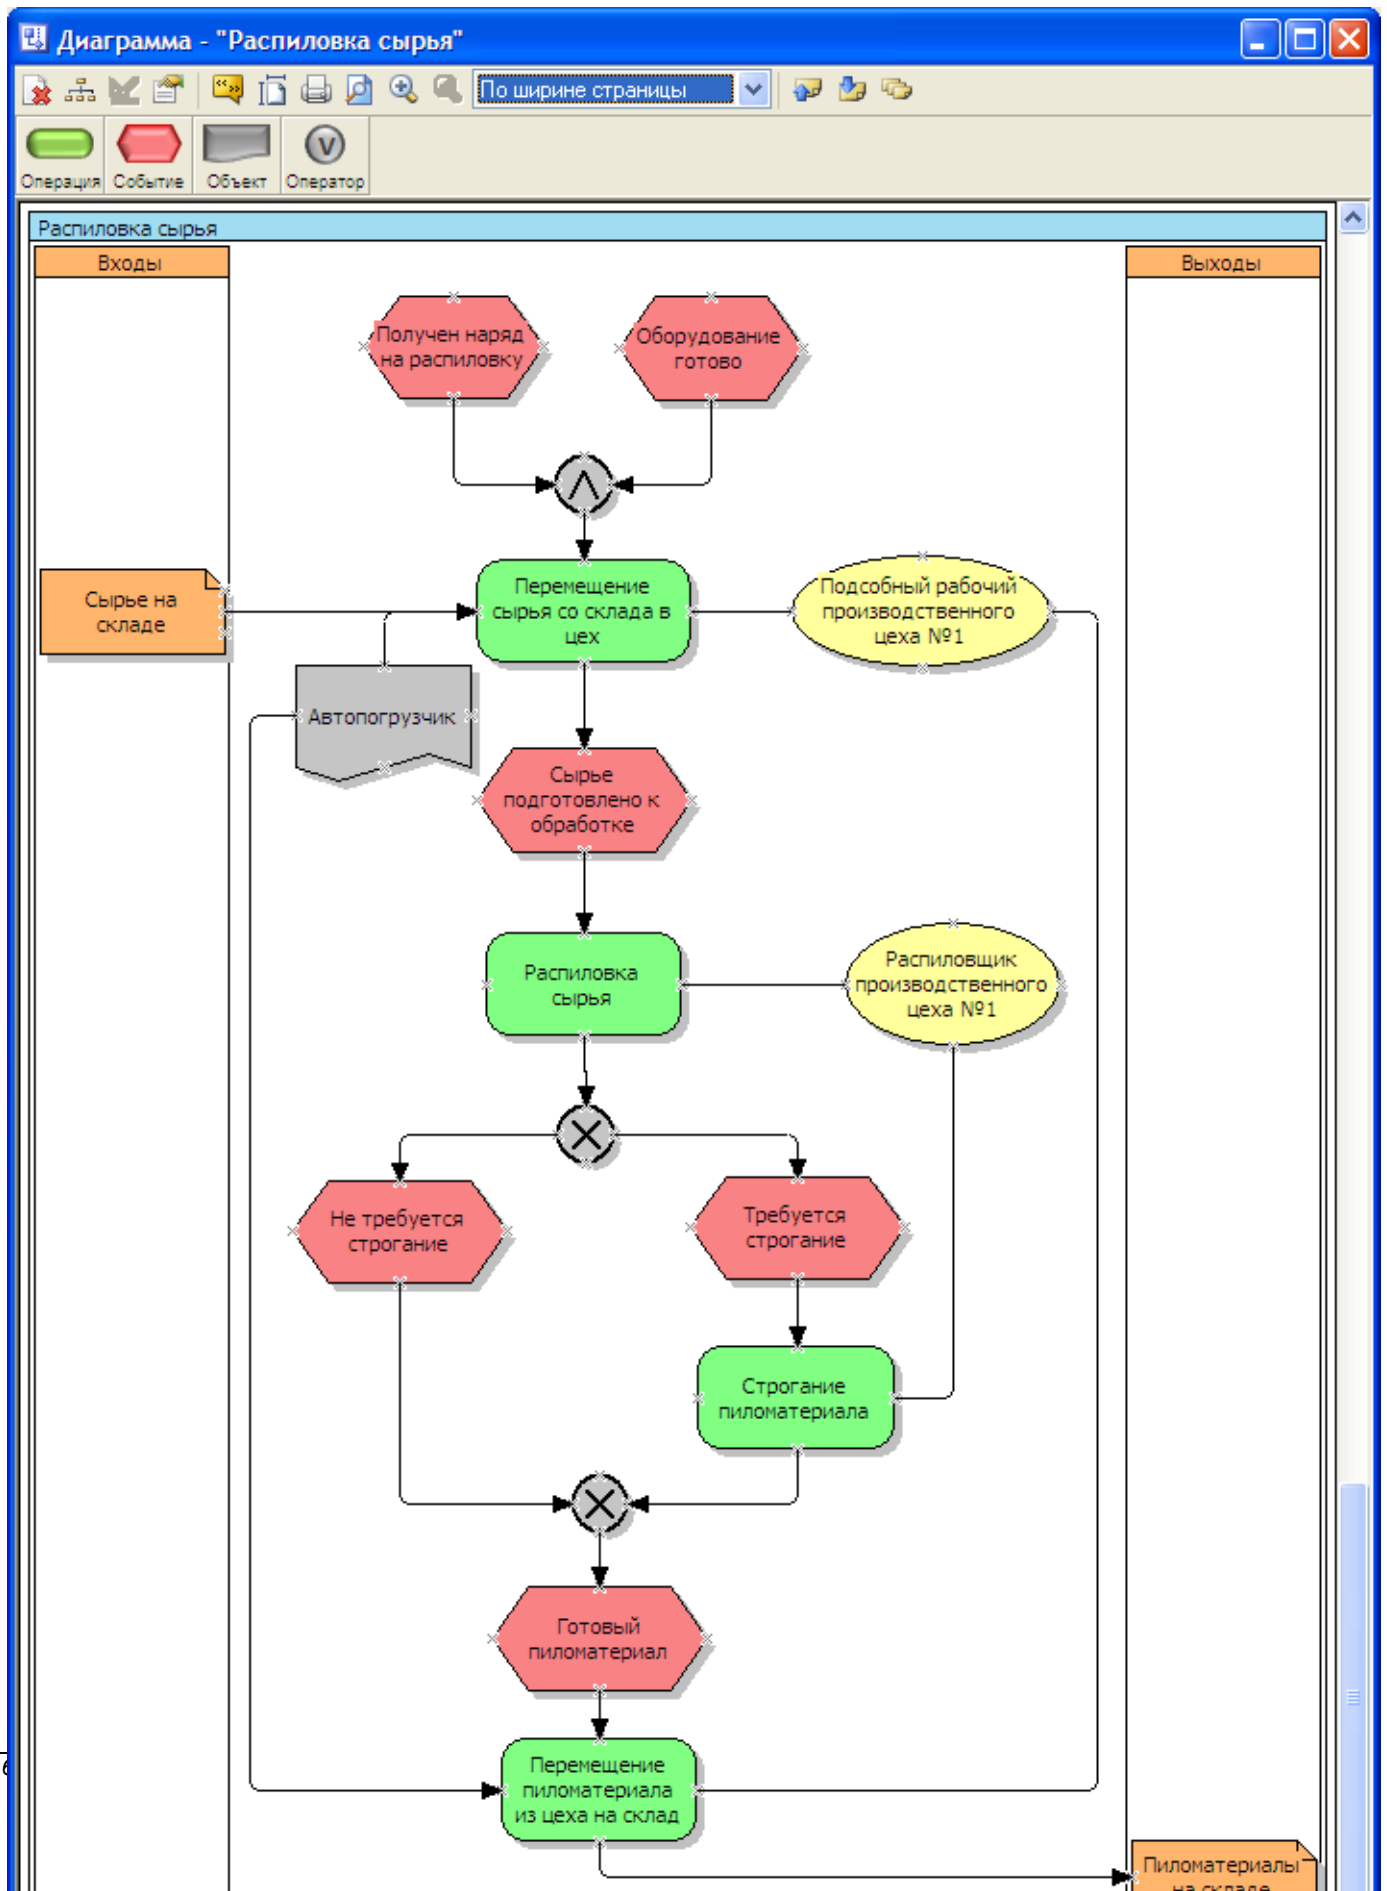 Диаграмма - "Распиловка сырья"
По ширине страницы
V
Операция Событие Объект Оператор
Распиловка сырья
Входы
Выходы
Получен наряд
на распиловку
Оборудование
готово
Сырье на
складе
Перемещение
сырья со склада в
цех
Подсобный рабочий
производственного
цеха №1
Автопогрузчик
Сырье
подготовлено к
обработке
Распиловка
сырья
Распиловщик
производственного
цеха №1
Не требуется
строгание
Требуется
строгание
Строгание
пиломатериала
Готовый
пиломатериал
Перемещение
пиломатериала
из цеха на склад
Пиломатериалы
на складе